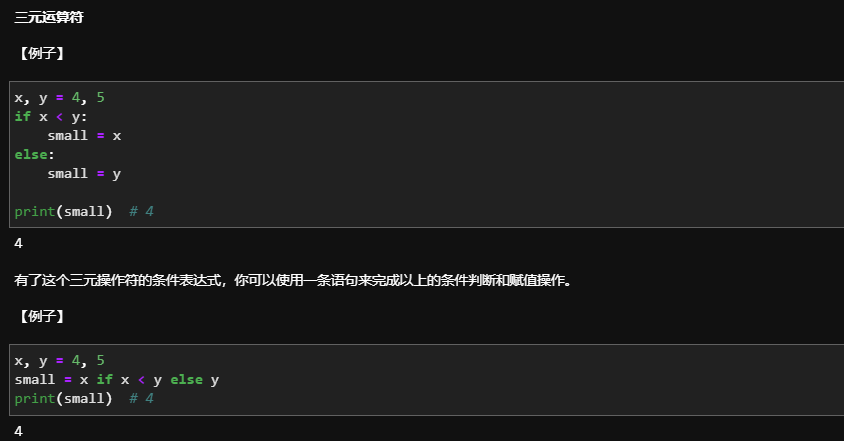 三元运算符
【例子】
x, y = 4, 5
if x < y:
    small = x
else:
    small = y
print(small)  # 4
4
有了这个三元操作符的条件表达式，你可以使用一条语句来完成以上的条件判断和赋值操作。
【例子】
x, y = 4, 5
small = x if x < y else y
print(small)  # 4
4